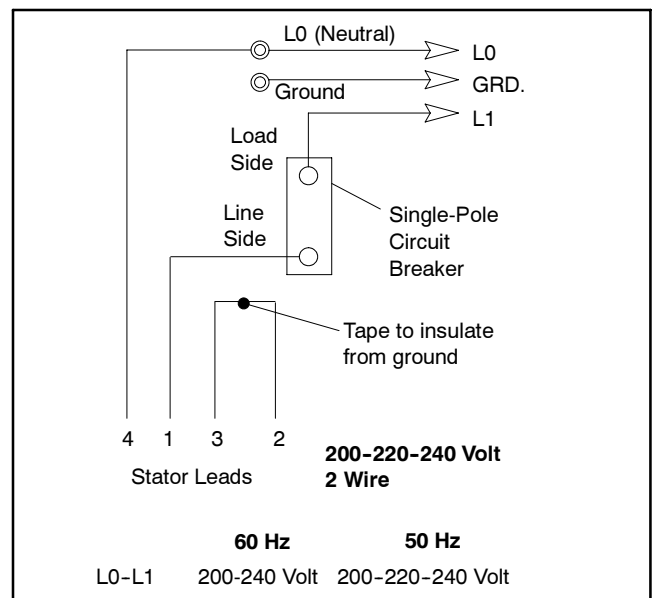 L0 (Neutral)
L0
GRD.
Ground
L1
Load
Side
Line
Side
Single-Pole
Circuit
Breaker
Tape to insulate
from ground
4 1 3 2
Stator Leads
200-220-240 Volt
2 Wire
60 Hz 50 Hz
L0-L1 200-240 Volt 200-220-240 Volt